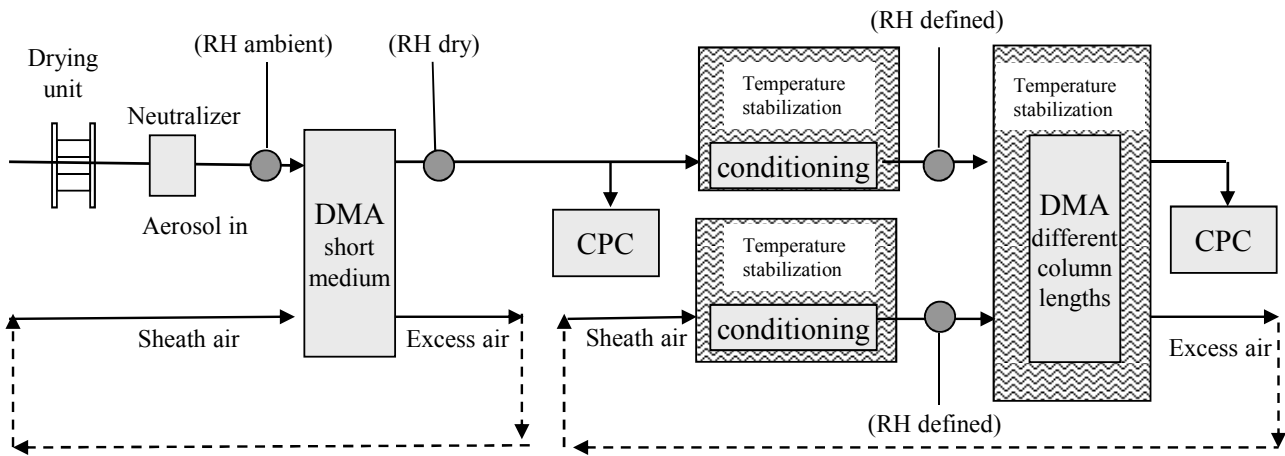 (RH defined)
(RH ambient)
(RH dry)
Drying
unit
Temperature
stabilization
Temperature
stabilization
Neutralizer
conditioning
DMA
short
medium
DMA
different
column
lengths
Aerosol in
CPC
CPC
Temperature
stabilization
conditioning
Sheath air
Excess air
Sheath air
Excess air
(RH defined)